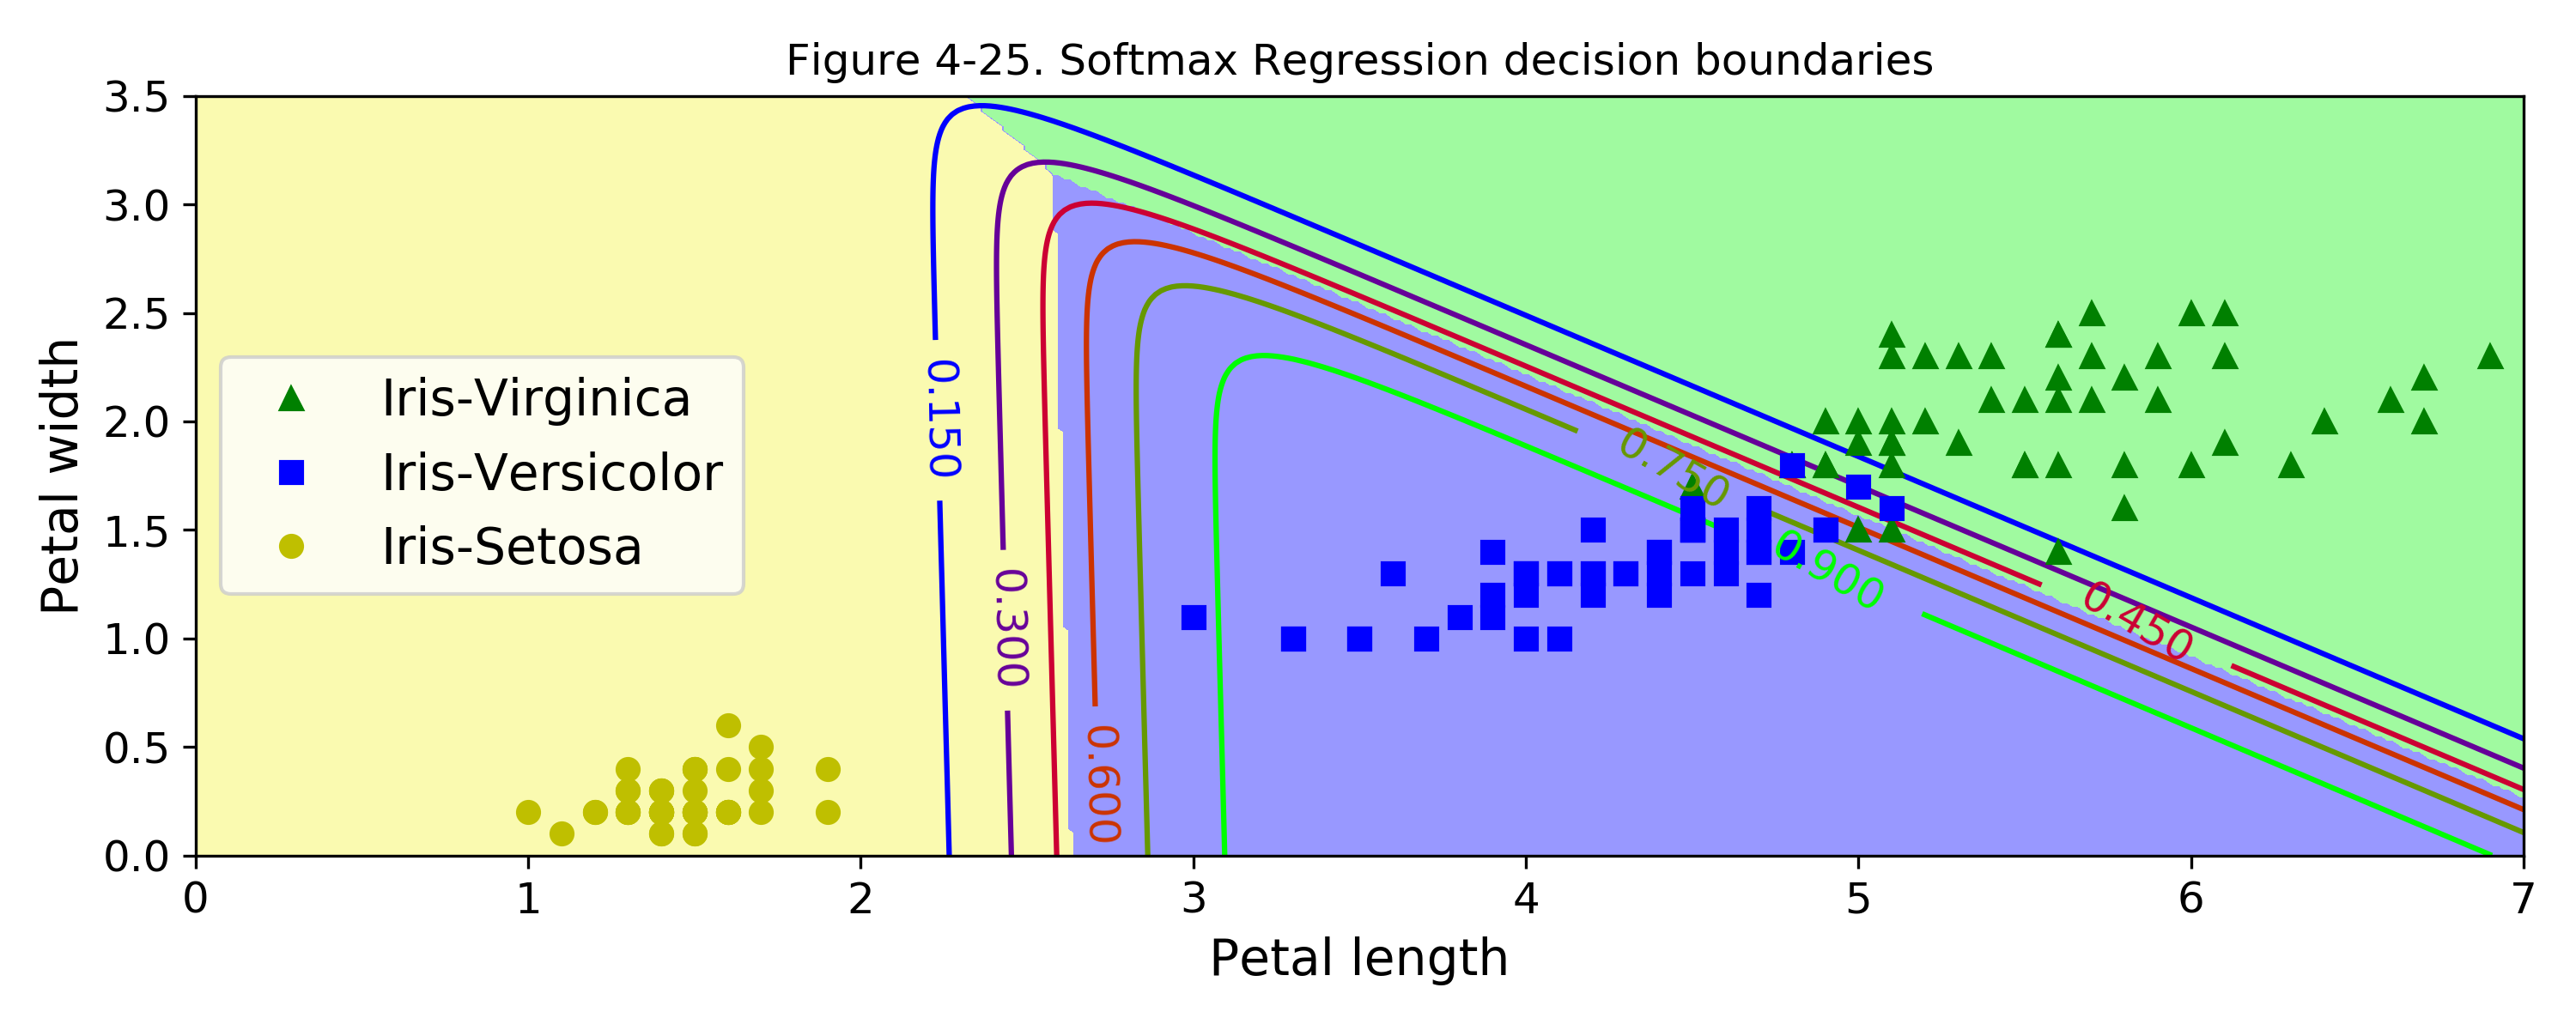 Figure 4-25. Softmax Regression decision boundaries
3.5
3.0
2.5
2.0
1.5
1.0
0.5
0.0
Petal width
Iris-Virginica
Iris-Versicolor
Iris-Setosa
0.150
0.300
0.600
0.750
0.900
0.450
0 1 2 3 4 5 6 7
Petal length